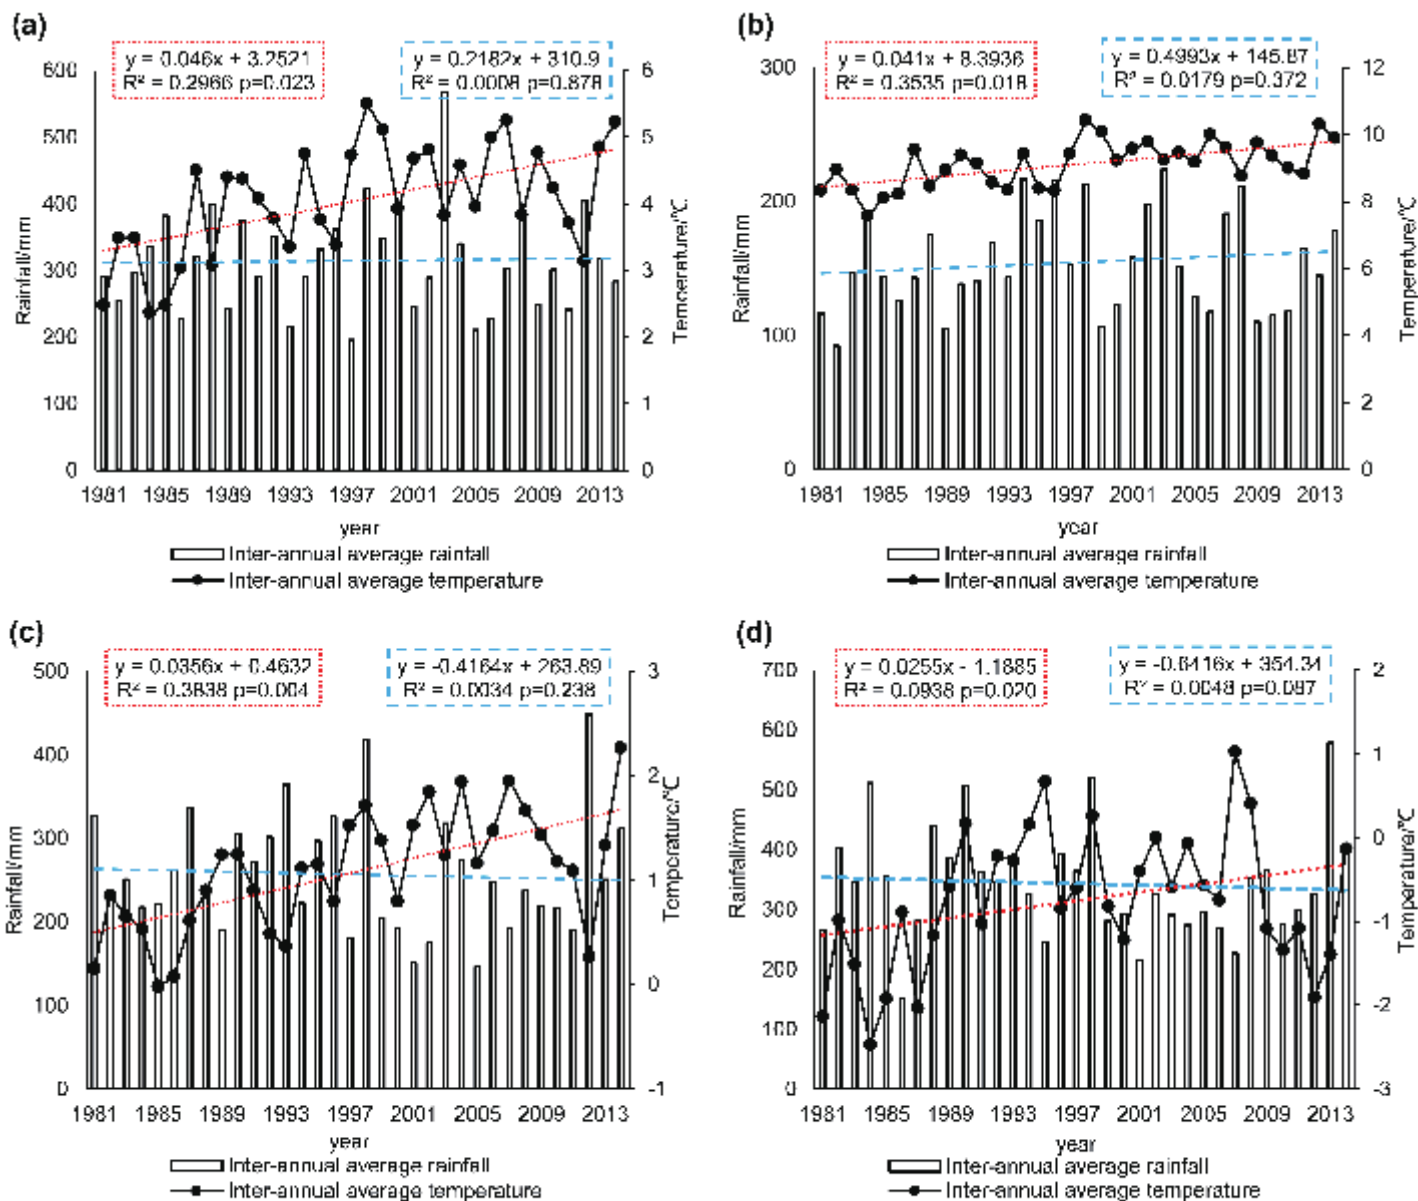 (a)
y = 0.046x + 3.2521
R² = 0.2966 p=0.023
y = 0.2182x + 310.9
R² = 0.0008 p=0.878
600
500
400
300
200
100
0
Rainfall/mm
6
5
4
3
2
1
0
Temperature/°C
1981 1985 1989 1993 1997 2001 2005 2009 2013
year
Inter-annual average rainfall
Inter-annual average temperature
(b)
y = 0.041x + 8.3936
R² = 0.3535 p=0.018
y = 0.4993x + 145.87
R² = 0.0179 p=0.372
300
200
100
0
Rainfall/mm
12
10
8
6
4
2
0
Temperature/°C
1981 1985 1989 1993 1997 2001 2005 2009 2013
year
Inter-annual average rainfall
Inter-annual average temperature
(c)
y = 0.0356x + 0.4632
R² = 0.3838 p=0.004
y = -0.4164x + 263.89
R² = 0.0034 p=0.238
500
400
300
200
100
0
Rainfall/mm
3
2
1
0
-1
Temperature/°C
1981 1985 1989 1993 1997 2001 2005 2009 2013
year
Inter-annual average rainfall
Inter-annual average temperature
(d)
y = 0.0255x - 1.1885
R² = 0.0938 p=0.020
y = -0.6416x + 354.34
R² = 0.0048 p=0.087
700
600
500
400
300
200
100
0
Rainfall/mm
2
1
0
-1
-2
-3
Temperature/°C
1981 1985 1989 1993 1997 2001 2005 2009 2013
year
Inter-annual average rainfall
Inter-annual average temperature